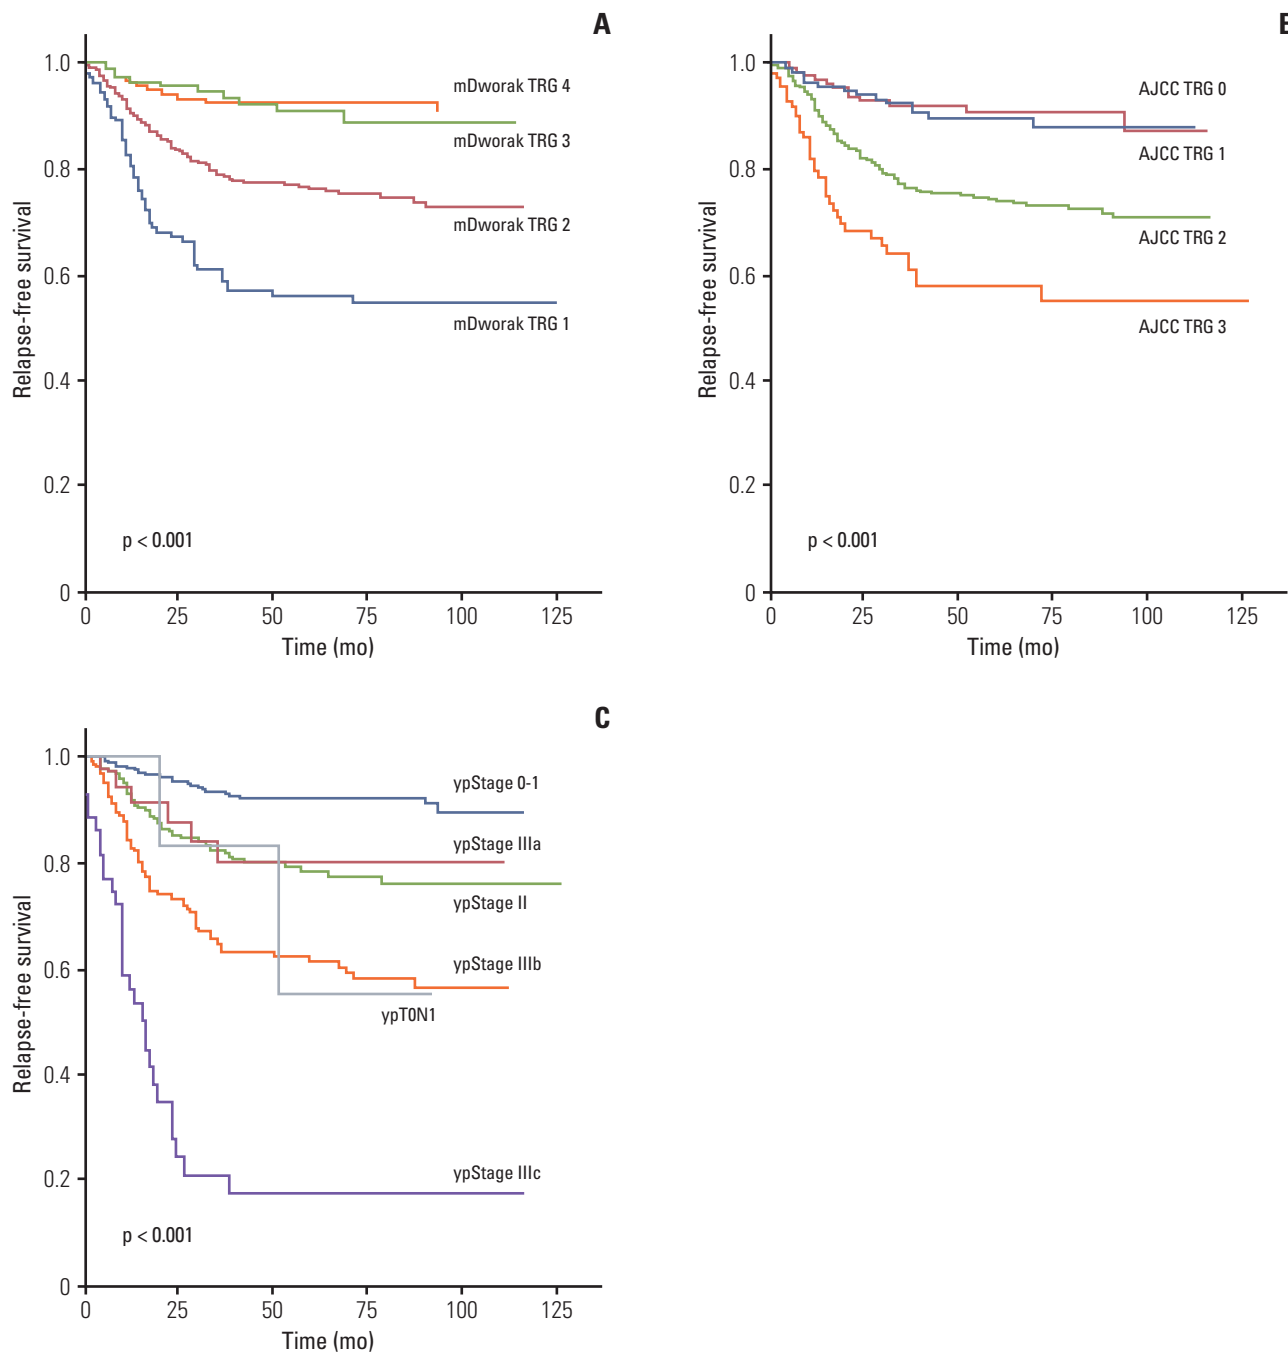 A
1.0
0.8
0.6
0.4
0.2
0
Relapse-free survival
mDworak TRG 4
mDworak TRG 3
mDworak TRG 2
mDworak TRG 1
p < 0.001
0 25 50 75 100 125
Time (mo)
1.0
0.8
0.6
0.4
0.2
0
Relapse-free survival
AJCC TRG 0
AJCC TRG 1
AJCC TRG 2
AJCC TRG 3
p < 0.001
0 25 50 75 100 125
Time (mo)
C
1.0
0.8
0.6
0.4
0.2
0
Relapse-free survival
ypStage 0-1
ypStage IIIa
ypStage II
ypStage IIIb
ypT0N1
ypStage IIIc
p < 0.001
0 25 50 75 100 125
Time (mo)